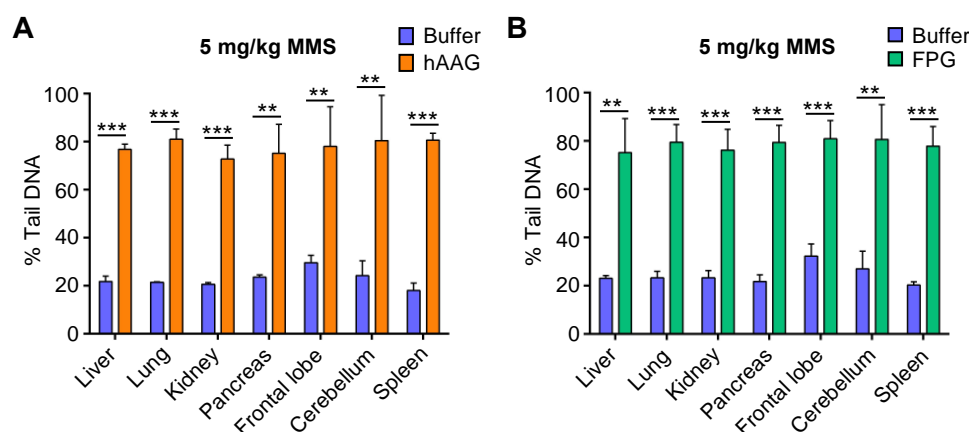 A
5 mg/kg MMS
Buffer
hAAG
% Tail DNA
100
80
60
40
20
0
***
***
***
**
**
**
***
Liver
Lung
Kidney
Pancreas
Frontal lobe
Cerebellum
Spleen
B
5 mg/kg MMS
Buffer
FPG
% Tail DNA
100
80
60
40
20
0
**
***
***
***
***
**
***
Liver
Lung
Kidney
Pancreas
Frontal lobe
Cerebellum
Spleen